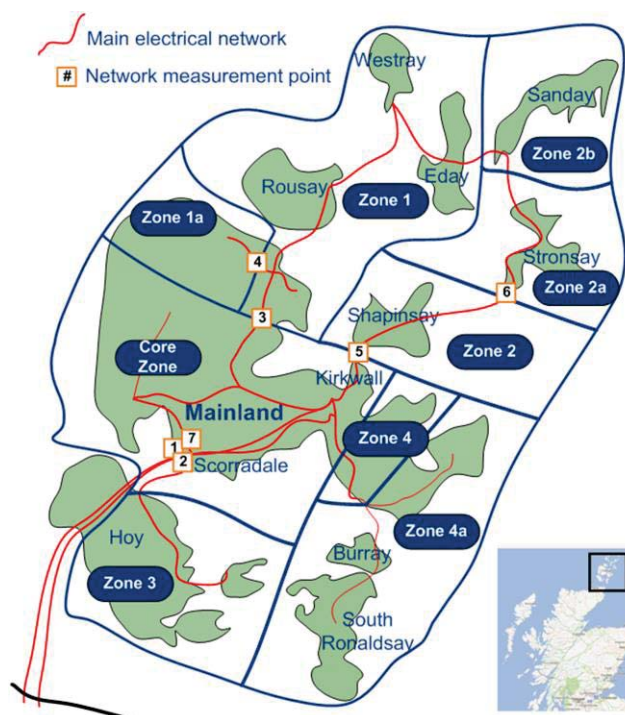 Main electrical network
# Network measurement point
Westray
Sanday
Zone 2b
Rousay
Eday
Zone 1
Zone 1a
4
Stronsay
6
Zone 2a
3
Shapinsay
Core
Zone
5
Zone 2
Kirkwall
Mainland
Zone 4
7
1
2
Scorradale
Zone 4a
Hoy
Burray
Zone 3
South
Ronaldsay